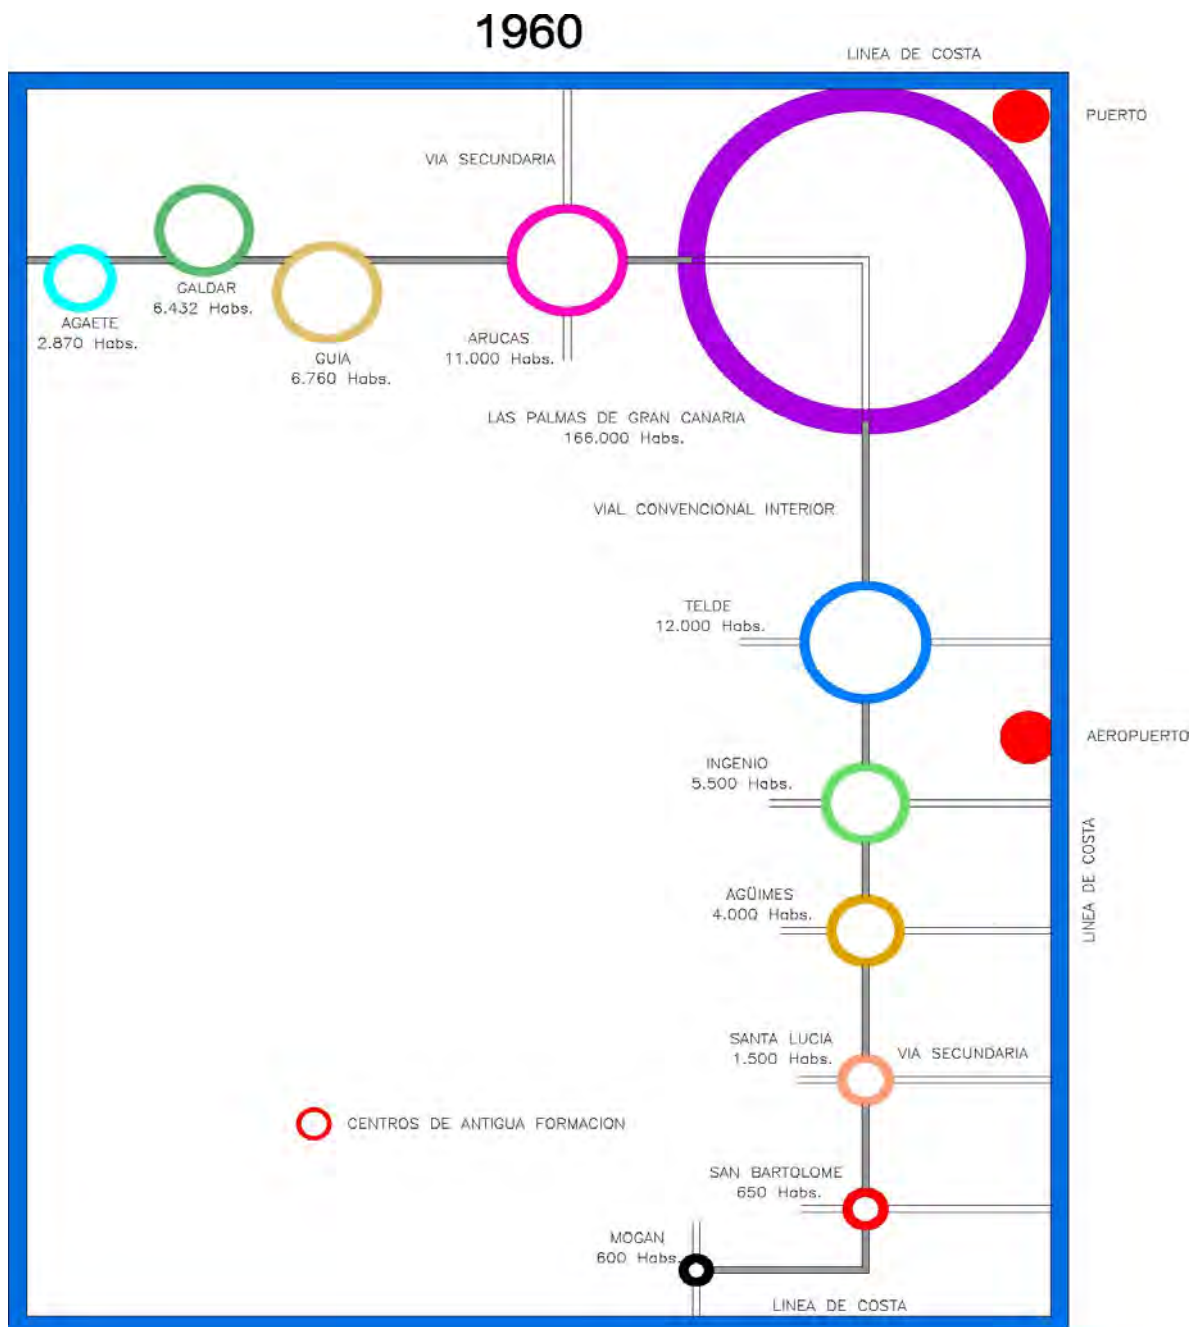 1960
LINEA DE COSTA
PUERTO
VIA SECUNDARIA
GALDAR
6.432 Habs.
AGAETE
2.870 Habs.
GUIA
6.760 Habs.
ARUCAS
11.000 Habs.
LAS PALMAS DE GRAN CANARIA
166.000 Habs.
VIAL CONVENCIONAL INTERIOR
TELDE
12.000 Habs.
AEROPUERTO
INGENIO
5.500 Habs.
LINEA DE COSTA
AGÜIMES
4.000 Habs.
SANTA LUCIA
1.500 Habs.
VIA SECUNDARIA
CENTROS DE ANTIGUA FORMACION
SAN BARTOLOME
650 Habs.
MOGAN
600 Habs.
LINEA DE COSTA